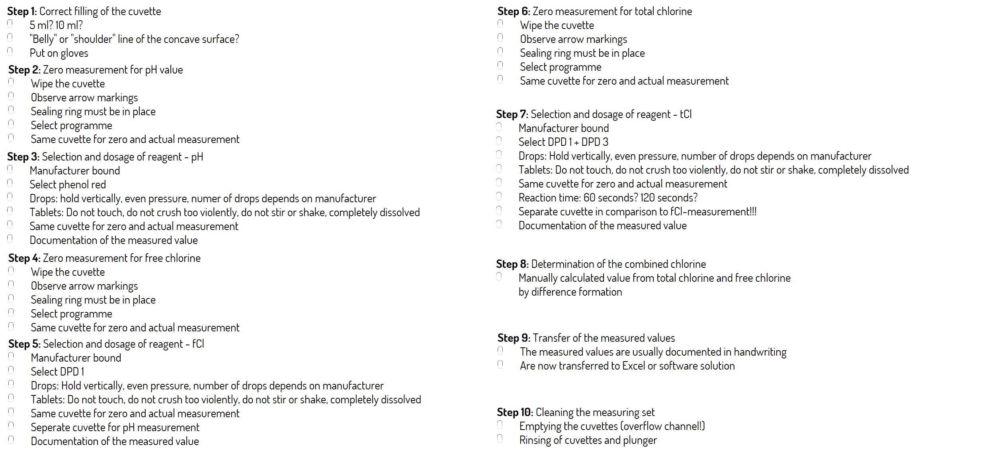 Step 1: Correct filling of the cuvette
5 ml? 10 ml?
"Belly" or "shoulder" line of the concave surface?
Put on gloves
Step 2: Zero measurement for pH value
Wipe the cuvette
Observe arrow markings
Sealing ring must be in place
Select programme
Same cuvette for zero and actual measurement
Step 3: Selection and dosage of reagent - pH
Manufacturer bound
Select phenol red
Drops: hold vertically, even pressure, numer of drops depends on manufacturer
Tablets: Do not touch, do not crush too violently, do not stir or shake, completely dissolved
Same cuvette for zero and actual measurement
Documentation of the measured value
Step 4: Zero measurement for free chlorine
Wipe the cuvette
Observe arrow markings
Sealing ring must be in place
Select programme
Same cuvette for zero and actual measurement
Step 5: Selection and dosage of reagent - fCl
Manufacturer bound
Select DPD 1
Drops: Hold vertically, even pressure, number of drops depends on manufacturer
Tablets: Do not touch, do not crush too violently, do not stir or shake, completely dissolved
Same cuvette for zero and actual measurement
Seperate cuvette for pH measurement
Documentation of the measured value
Step 6: Zero measurement for total chlorine
Wipe the cuvette
Observe arrow markings
Sealing ring must be in place
Select programme
Same cuvette for zero and actual measurement
Step 7: Selection and dosage of reagent - tCl
Manufacturer bound
Select DPD 1 + DPD 3
Drops: Hold vertically, even pressure, number of drops depends on manufacturer
Tablets: Do not touch, do not crush too violently, do not stir or shake, completely dissolved
Same cuvette for zero and actual measurement
Reaction time: 60 seconds? 120 seconds?
Separate cuvette in comparison to fCl-measurement!!!
Documentation of the measured value
Step 8: Determination of the combined chlorine
Manually calculated value from total chlorine and free chlorine
by difference formation
Step 9: Transfer of the measured values
The measured values are usually documented in handwriting
Are now transferred to Excel or software solution
Step 10: Cleaning the measuring set
Emptying the cuvettes (overflow channel!)
Rinsing of cuvettes and plunger